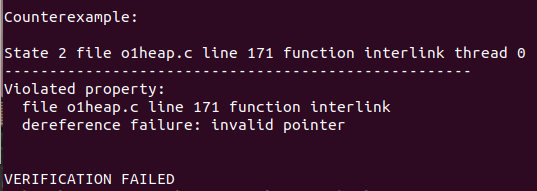 Counterexample:
State 2 file o1heap.c line 171 function interlink thread 0
----------------------------------------------------
Violated property:
file o1heap.c line 171 function interlink
dereference failure: invalid pointer
VERIFICATION FAILED